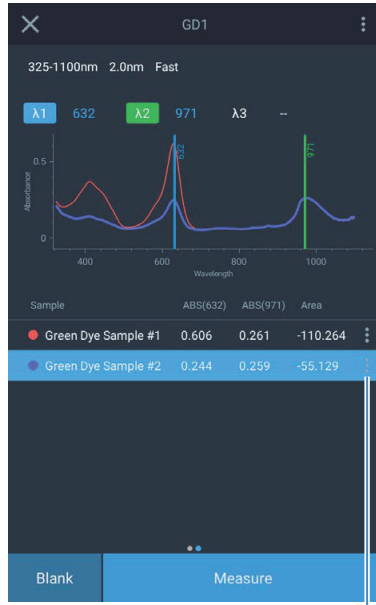 GD1
325-1100nm 2.0nm Fast
λ1 632 λ2 971 λ3 --
632
971
0.5
0
Absorbance
400 600 800 1000
Wavelength
Sample ABS(632) ABS(971) Area
Green Dye Sample #1 0.606 0.261 -110.264
Green Dye Sample #2 0.244 0.259 -55.129
Blank Measure